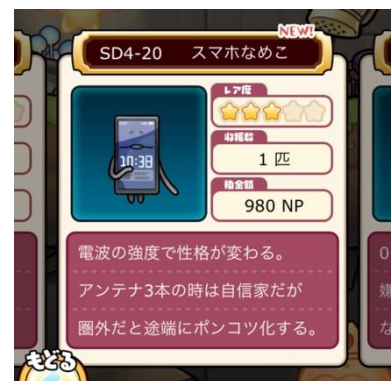 NEW!
SD4-20 スマホなめこ
レア度
10:38
収穫数
1 匹
換金額
980 NP
電波の強度で性格が変わる。
アンテナ3本の時は自信家だが
圏外だと途端にポンコツ化する。
もどる